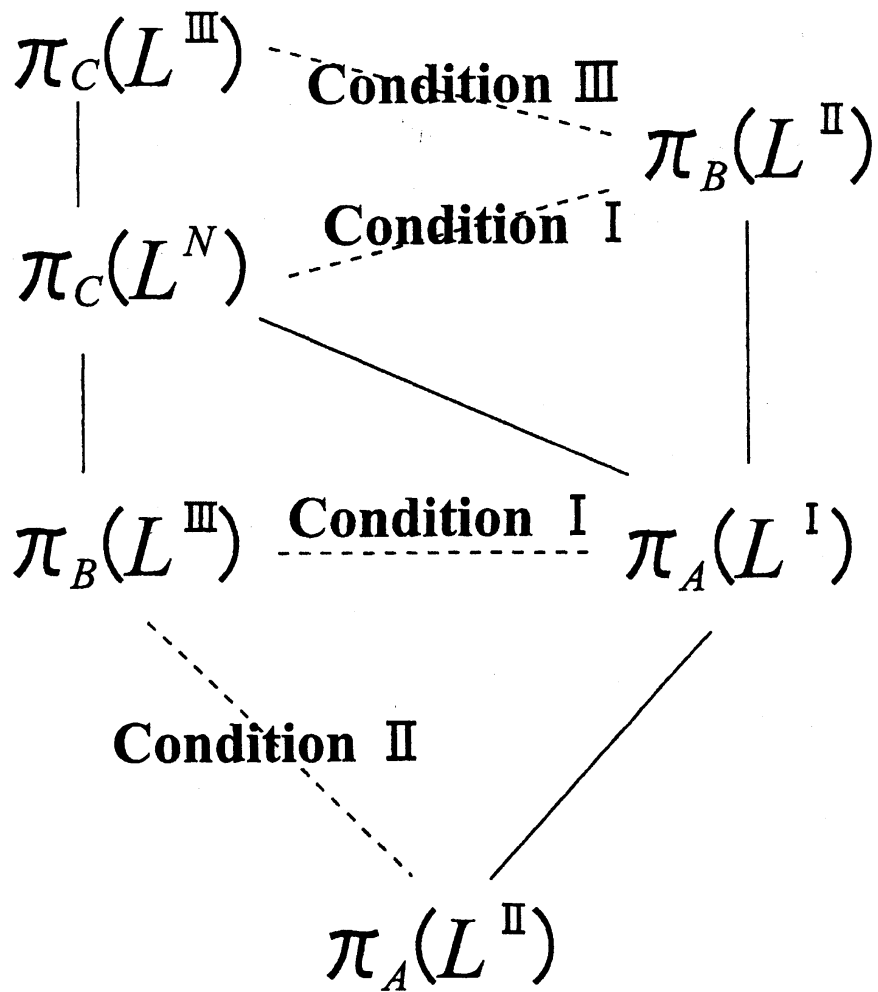 π_C(L^Ⅲ)
Condition Ⅲ
π_B(L^Ⅱ)
Condition Ⅰ
π_C(L^N)
Condition Ⅰ
π_B(L^Ⅲ)
π_A(L^Ⅰ)
Condition Ⅱ
π_A(L^Ⅱ)